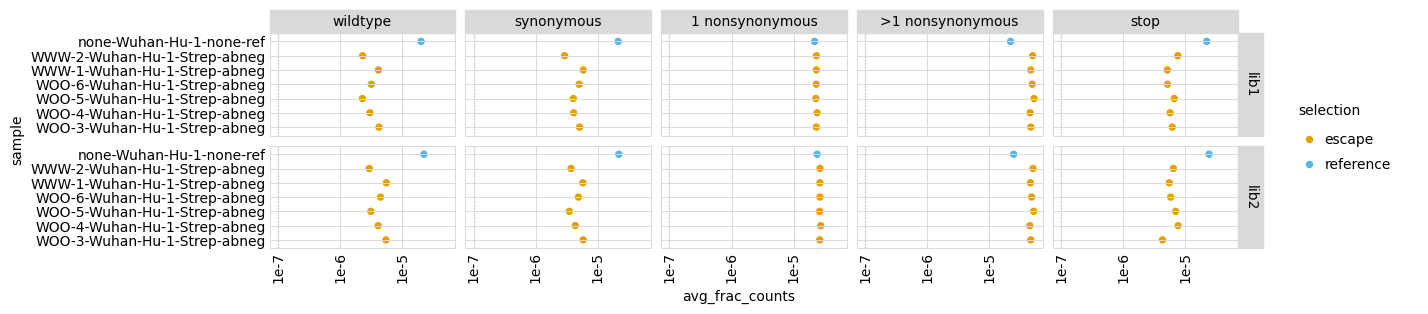 wildtype synonymous 1 nonsynonymous >1 nonsynonymous stop
none-Wuhan-Hu-1-none-ref
WWW-2-Wuhan-Hu-1-Strep-abneg
WWW-1-Wuhan-Hu-1-Strep-abneg
WOO-6-Wuhan-Hu-1-Strep-abneg
WOO-5-Wuhan-Hu-1-Strep-abneg
WOO-4-Wuhan-Hu-1-Strep-abneg
WOO-3-Wuhan-Hu-1-Strep-abneg
lib1
none-Wuhan-Hu-1-none-ref
WWW-2-Wuhan-Hu-1-Strep-abneg
WWW-1-Wuhan-Hu-1-Strep-abneg
WOO-6-Wuhan-Hu-1-Strep-abneg
WOO-5-Wuhan-Hu-1-Strep-abneg
WOO-4-Wuhan-Hu-1-Strep-abneg
WOO-3-Wuhan-Hu-1-Strep-abneg
lib2
sample
1e-7 1e-6 1e-5 1e-7 1e-6 1e-5 1e-7 1e-6 1e-5 1e-7 1e-6 1e-5 1e-7 1e-6 1e-5
avg_frac_counts
selection
escape
reference